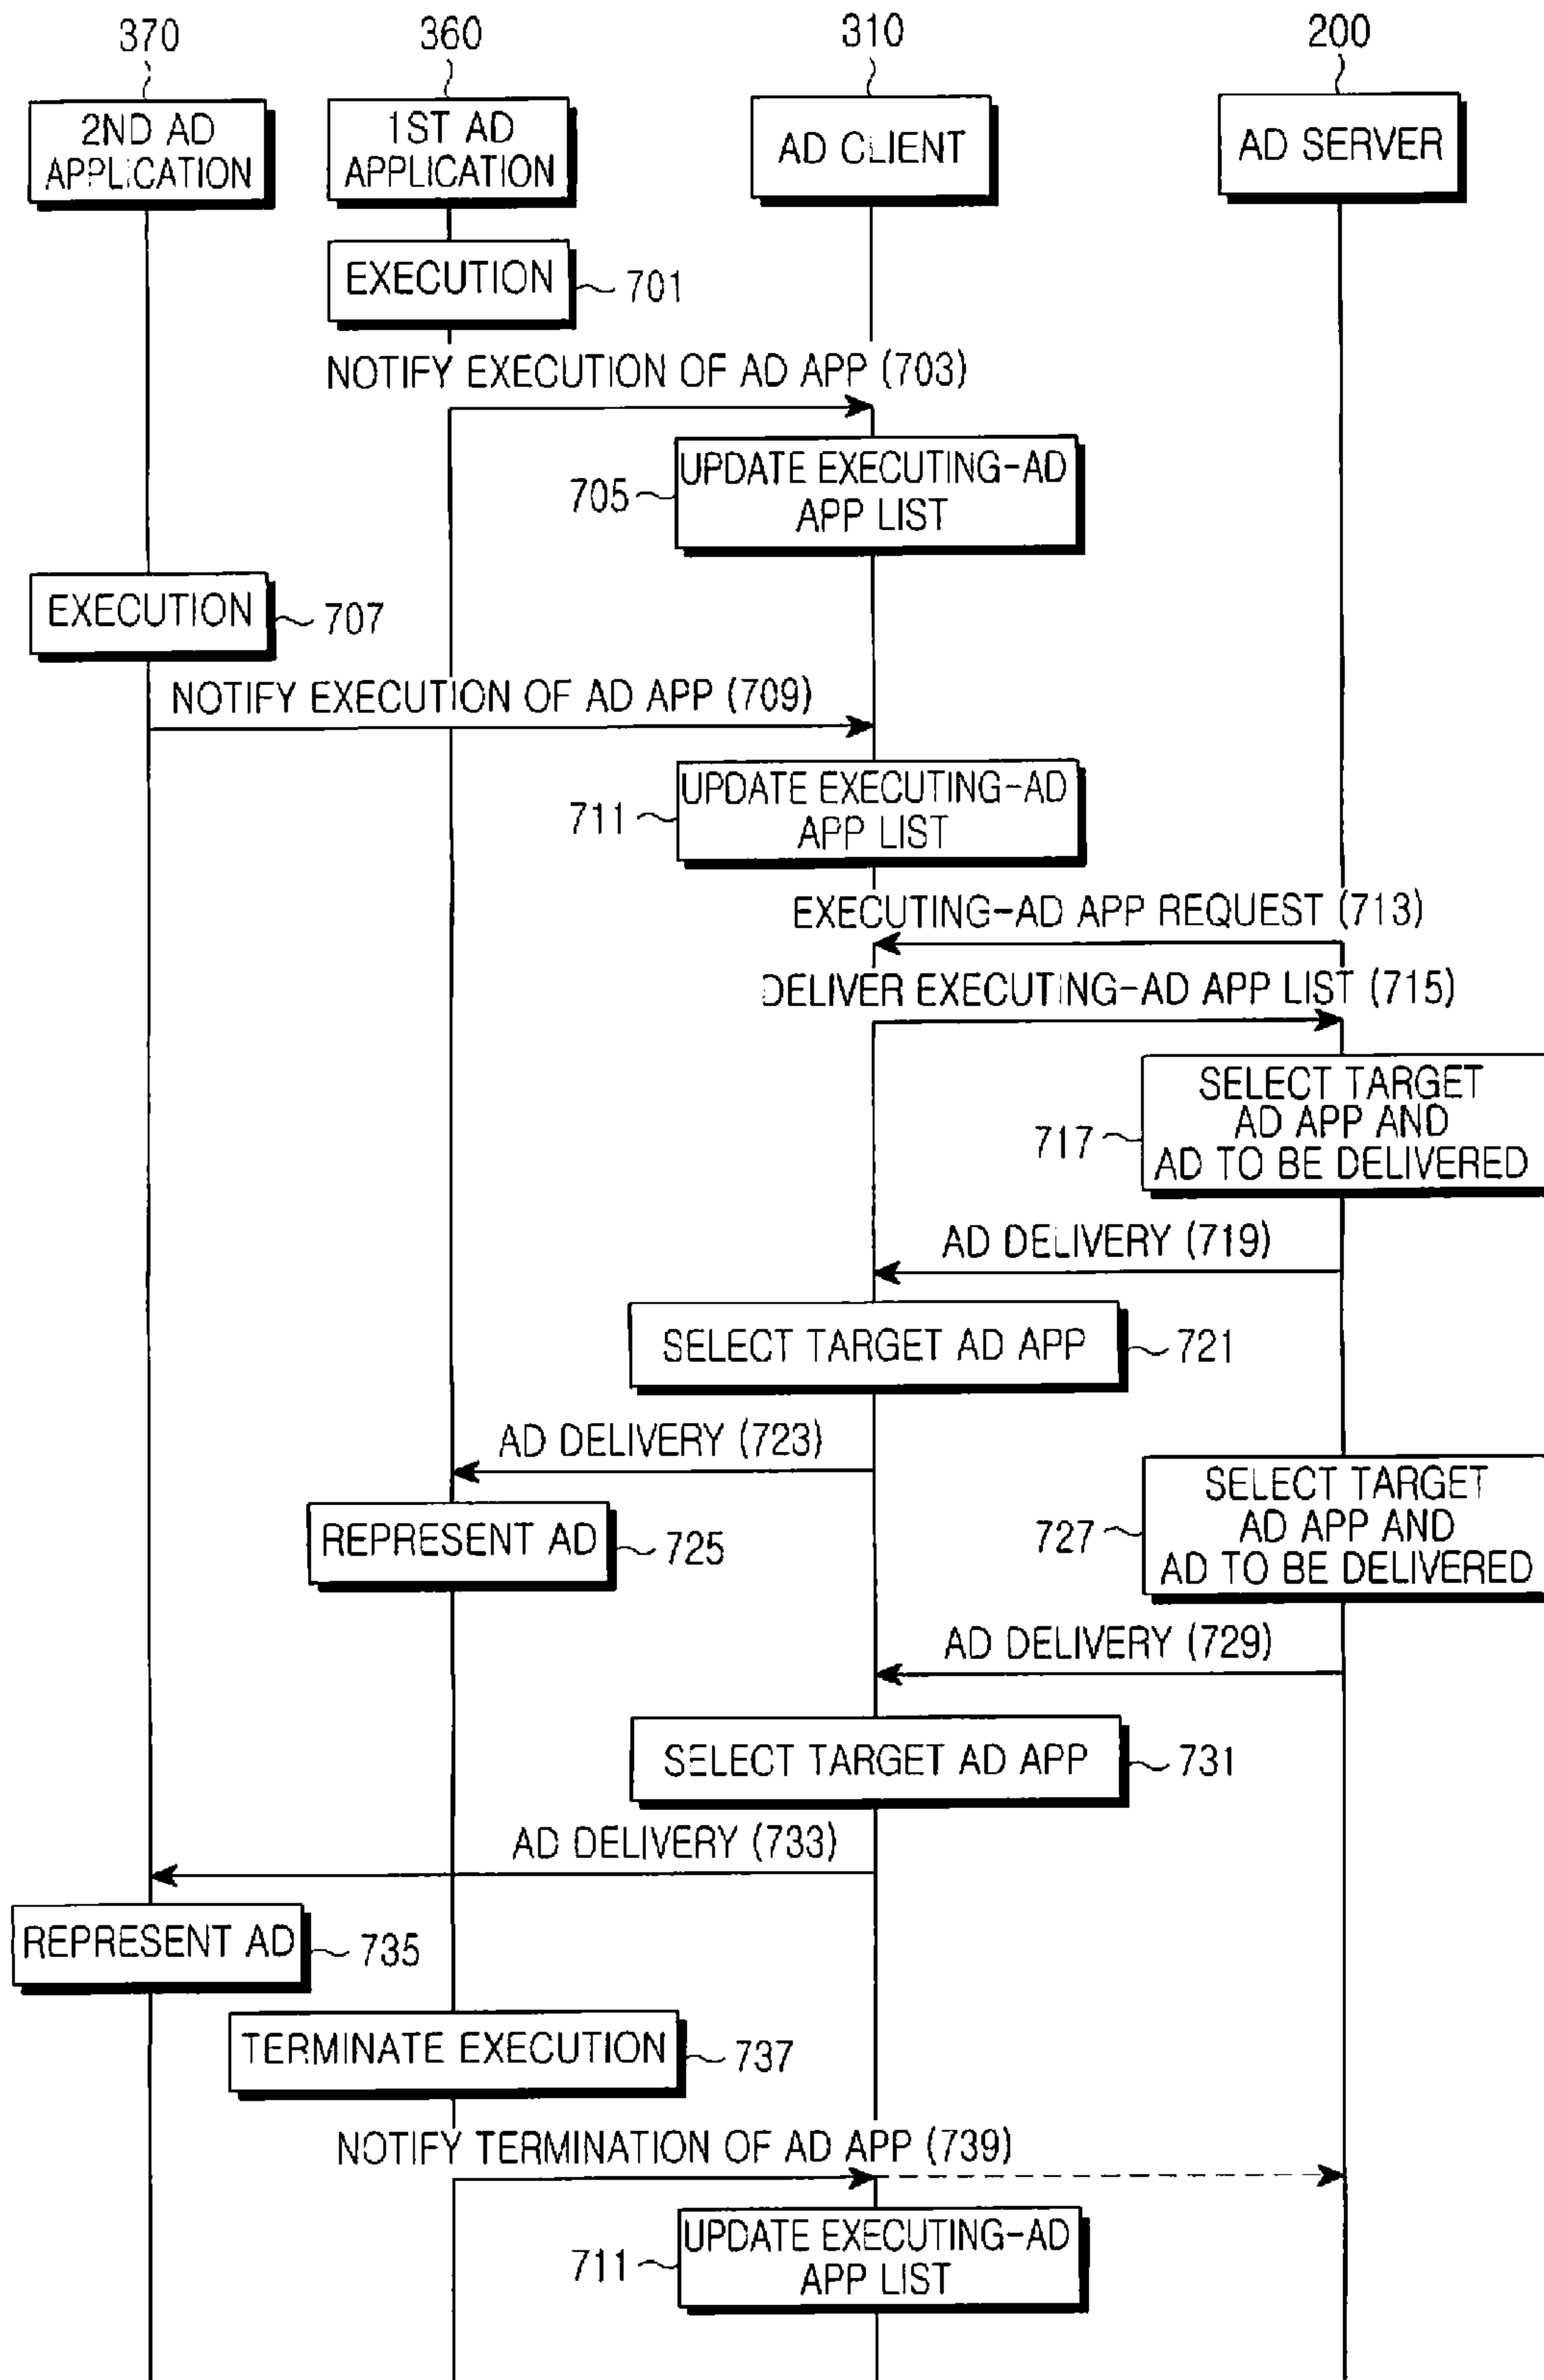 370
360
310
200
2ND AD
APPLICATION
1ST AD
APPLICATION
AD CLIENT
AD SERVER
EXECUTION
701
NOTIFY EXECUTION OF AD APP (703)
705
UPDATE EXECUTING-AD
APP LIST
EXECUTION
707
NOTIFY EXECUTION OF AD APP (709)
711
UPDATE EXECUTING-AD
APP LIST
EXECUTING-AD APP REQUEST (713)
DELIVER EXECUTING-AD APP LIST (715)
717
SELECT TARGET
AD APP AND
AD TO BE DELIVERED
AD DELIVERY (719)
SELECT TARGET AD APP
721
AD DELIVERY (723)
REPRESENT AD
725
727
SELECT TARGET
AD APP AND
AD TO BE DELIVERED
AD DELIVERY (729)
SELECT TARGET AD APP
731
AD DELIVERY (733)
REPRESENT AD
735
TERMINATE EXECUTION
737
NOTIFY TERMINATION OF AD APP (739)
711
UPDATE EXECUTING-AD
APP LIST